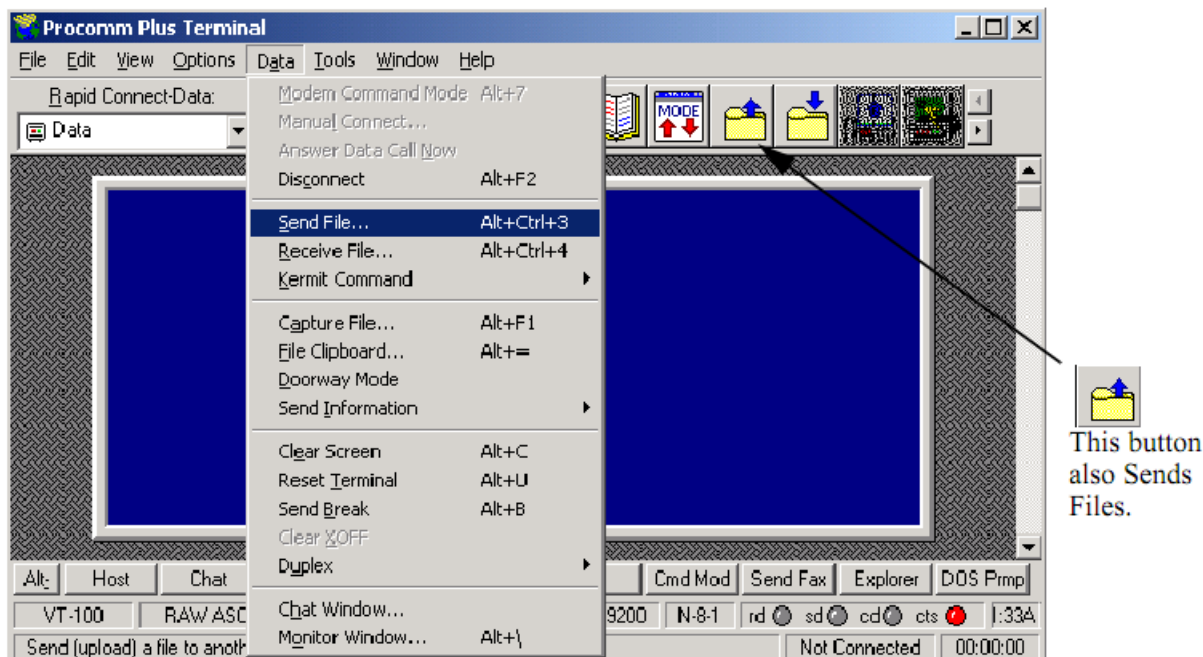 Procomm Plus Terminal
File Edit View Options Data Tools Window Help
Rapid Connect-Data:
Data
MODE
Modem Command Mode Alt+7
Manual Connect...
Answer Data Call Now
Disconnect Alt+F2
Send File... Alt+Ctrl+3
Receive File... Alt+Ctrl+4
Kermit Command
Capture File... Alt+F1
File Clipboard... Alt+=
Doorway Mode
Send Information
Clear Screen Alt+C
Reset Terminal Alt+U
Send Break Alt+B
Clear XOFF
Duplex
Chat Window...
Monitor Window... Alt+\
This button
also Sends
Files.
Alt- Host Chat Cmd Mod Send Fax Explorer DOS Prmp
VT-100 RAW ASC 9200 N-8-1 rd sd cd cts :33A
Send (upload) a file to anoth Not Connected 00:00:00